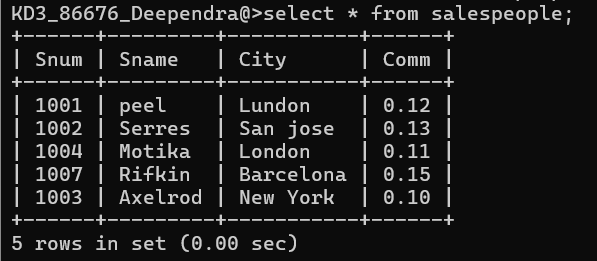 KD3_86676_Deependra@>select * from salespeople;
+------+---------+-----------+------+
| Snum | Sname   | City      | Comm |
+------+---------+-----------+------+
| 1001 | peel    | Lundon    | 0.12 |
| 1002 | Serres  | San jose  | 0.13 |
| 1004 | Motika  | London    | 0.11 |
| 1007 | Rifkin  | Barcelona | 0.15 |
| 1003 | Axelrod | New York  | 0.10 |
+------+---------+-----------+------+
5 rows in set (0.00 sec)